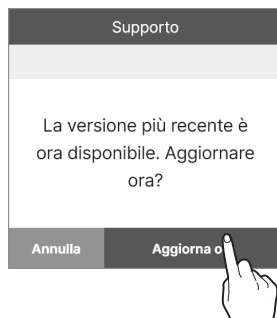 Supporto
La versione più recente è
ora disponibile. Aggiornare
ora?
Annulla
Aggiorna o